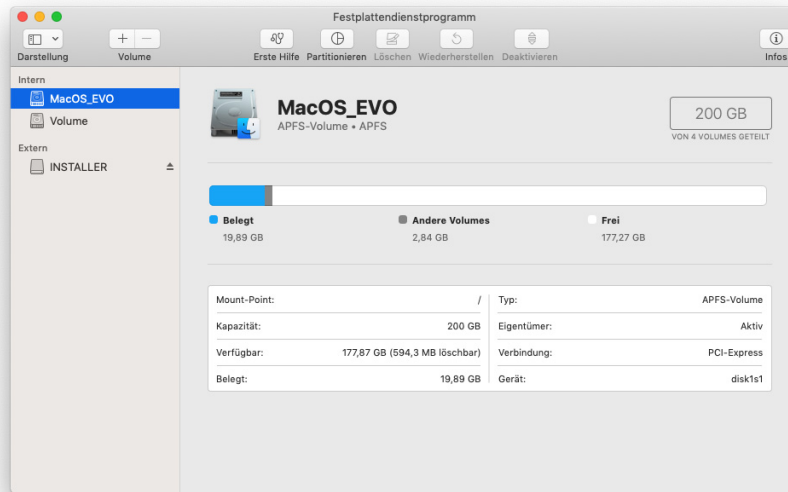 Festplattendienstprogramm
Darstellung Volume Erste Hilfe Partitionieren Löschen Wiederherstellen Deaktivieren Infos
Intern
MacOS_EVO
Volume
Extern
INSTALLER
MacOS_EVO
APFS-Volume • APFS
200 GB
VON 4 VOLUMES GETEILT
Belegt Andere Volumes Frei
19,89 GB 2,84 GB 177,27 GB
Mount-Point: / Typ: APFS-Volume
Kapazität: 200 GB Eigentümer: Aktiv
Verfügbar: 177,87 GB (594,3 MB löschbar) Verbindung: PCI-Express
Belegt: 19,89 GB Gerät: disk1s1